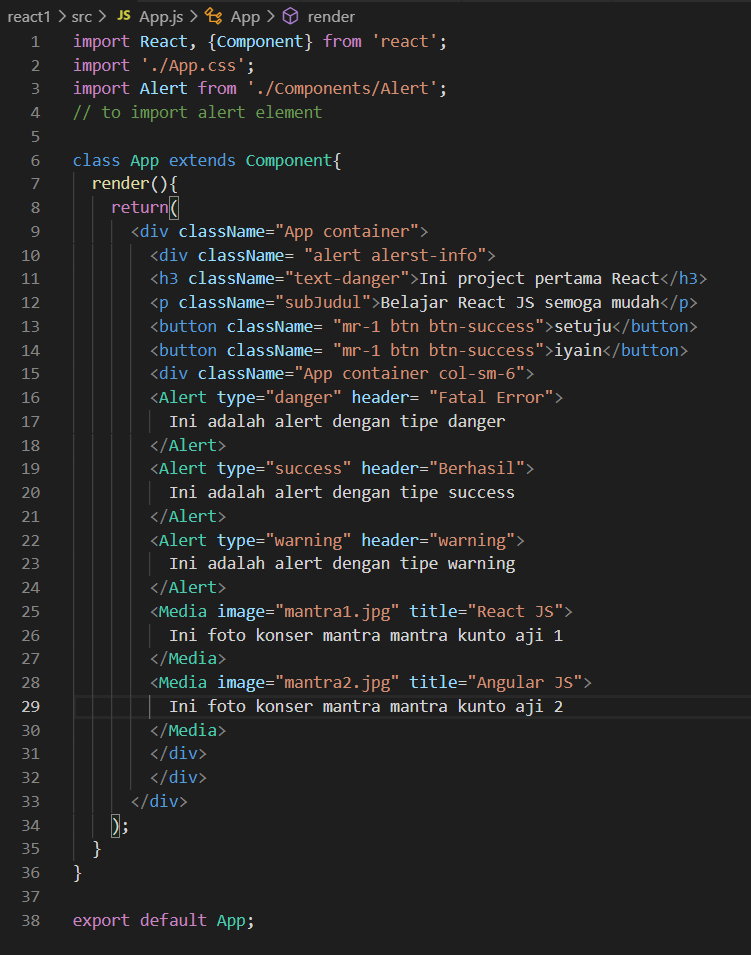 react1 > src > JS App.js > App > render
1 import React, {Component} from 'react';
2 import './App.css';
3 import Alert from './Components/Alert';
4 // to import alert element
5
6 class App extends Component{
7 render(){
8 return(
9 <div className="App container">
10 <div className= "alert alerst-info">
11 <h3 className="text-danger">Ini project pertama React</h3>
12 <p className="subJudul">Belajar React JS semoga mudah</p>
13 <button className= "mr-1 btn btn-success">setuju</button>
14 <button className= "mr-1 btn btn-success">iyain</button>
15 <div className="App container col-sm-6">
16 <Alert type="danger" header= "Fatal Error">
17 Ini adalah alert dengan tipe danger
18 </Alert>
19 <Alert type="success" header="Berhasil">
20 Ini adalah alert dengan tipe success
21 </Alert>
22 <Alert type="warning" header="warning">
23 Ini adalah alert dengan tipe warning
24 </Alert>
25 <Media image="mantra1.jpg" title="React JS">
26 Ini foto konser mantra mantra kunto aji 1
27 </Media>
28 <Media image="mantra2.jpg" title="Angular JS">
29 Ini foto konser mantra mantra kunto aji 2
30 </Media>
31 </div>
32 </div>
33 </div>
34 );
35 }
36 }
37
38 export default App;